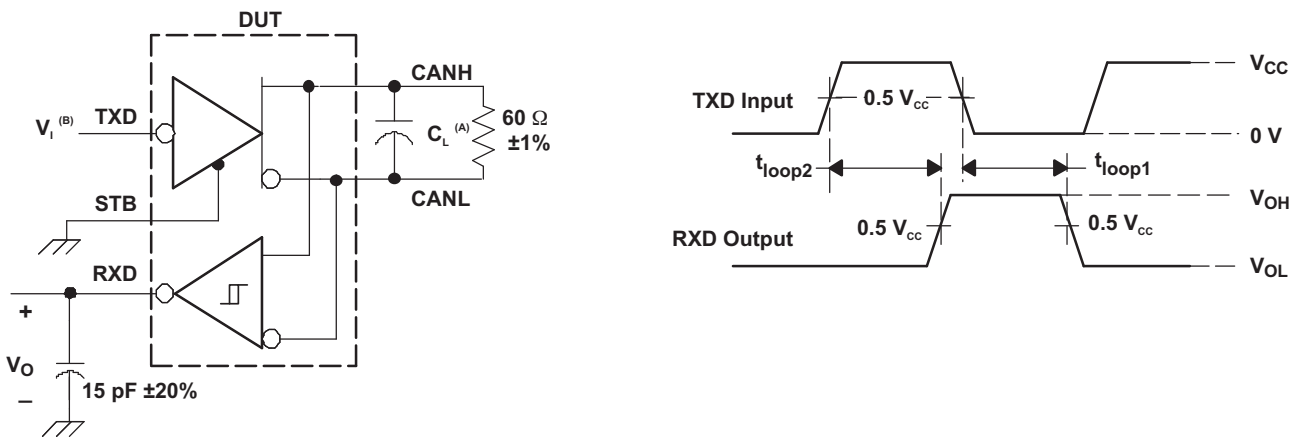 DUT
CANH
TXD
V_I (B)
C_L (A)
60 Ω
±1%
STB
CANL
RXD
+
V_O
–
15 pF ±20%
V_CC
TXD Input
0.5 V_CC
0 V
t_loop2
t_loop1
V_OH
RXD Output
0.5 V_CC
0.5 V_CC
V_OL